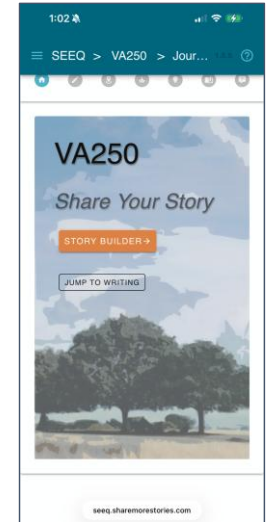 1:02
SEEQ > VA250 > Jour...
VA250
Share Your Story
STORY BUILDER→
JUMP TO WRITING
seeq.sharemorestories.com